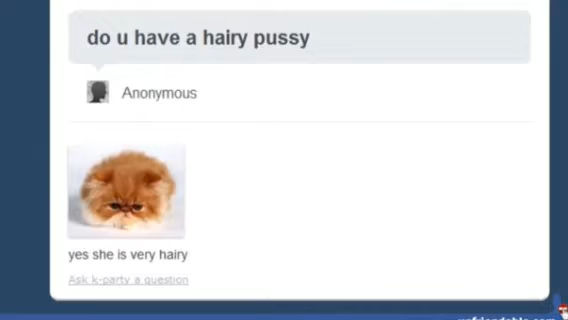 do u have a hairy pussy
Anonymous
yes she is very hairy
Ask k-party a question